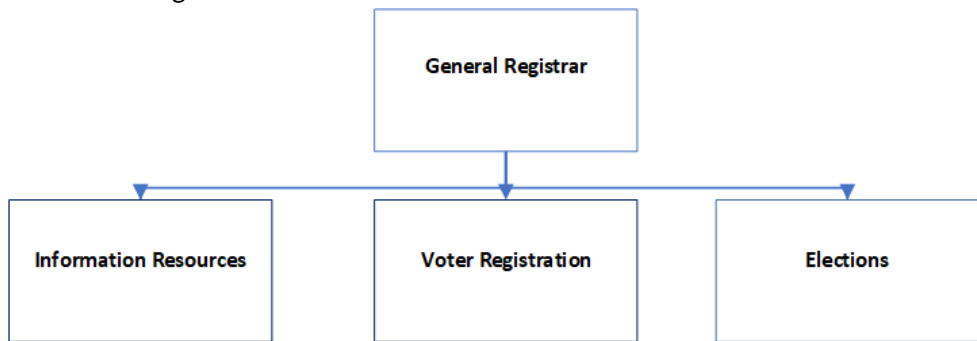 General Registrar
Information Resources
Voter Registration
Elections